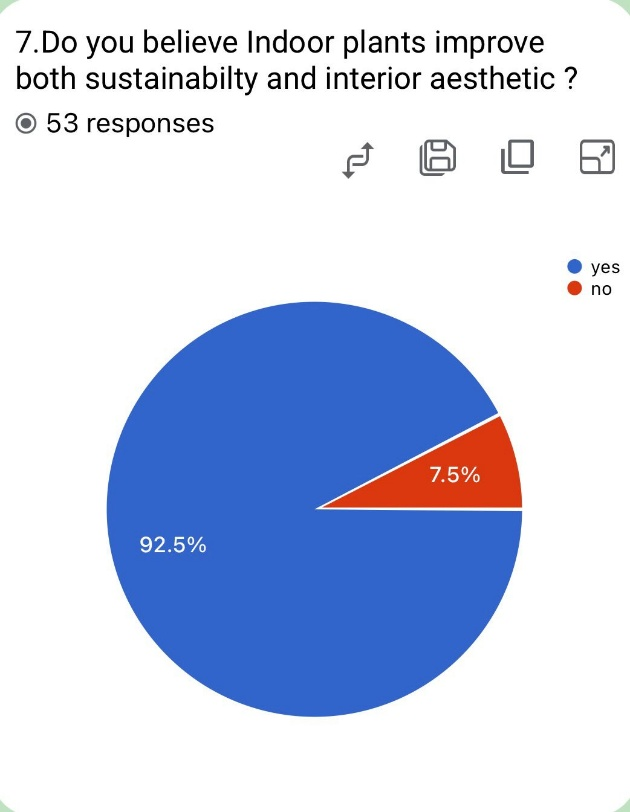 7.Do you believe Indoor plants improve
both sustainabilty and interior aesthetic ?
53 responses
yes
no
7.5%
92.5%